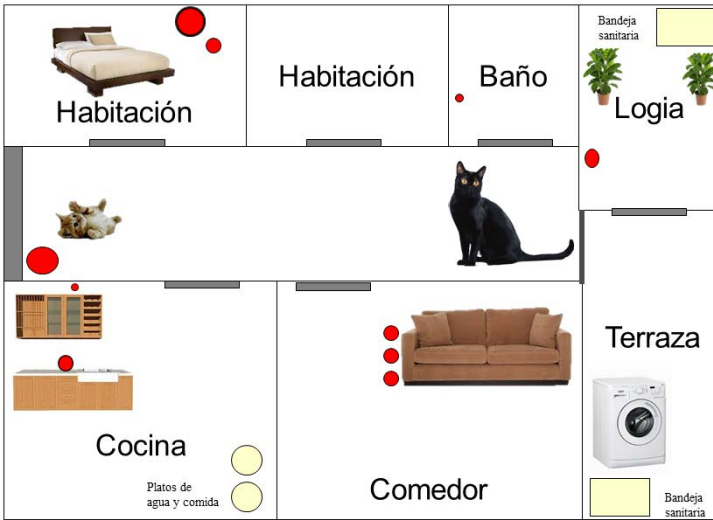 Bandeja
sanitaria
Habitación
Habitación
Baño
Logia
Terraza
Cocina
Platos de
agua y comida
Comedor
Bandeja
sanitaria